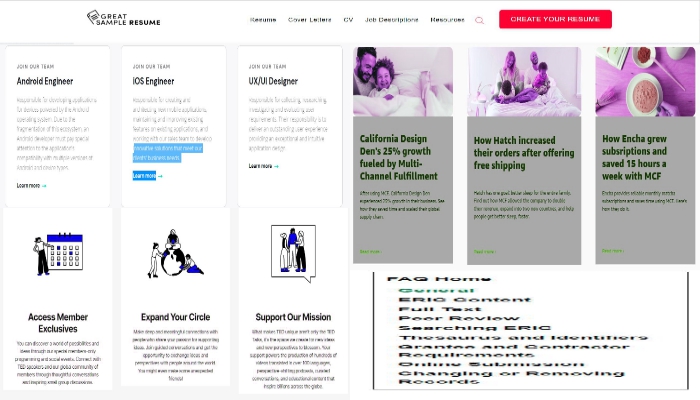 GREAT
SAMPLE RESUME
Resume Cover Letters CV Job Descriptions Resources
CREATE YOUR RESUME
JOIN OUR TEAM
Android Engineer
Responsible for developing applications
for devices powered by the Android
operating system. Due to the
fragmentation of this ecosystem, an
Android developer must pay special
attention to the application's
compatibility with multiple versions of
Android and device types.
Learn more →
JOIN OUR TEAM
iOS Engineer
Responsible for creating and
developing new mobile applications,
maintaining and improving existing
features on existing applications, and
working with our sales team to develop
innovative solutions that meet our
clients' business needs.
Learn more →
JOIN OUR TEAM
UX/UI Designer
Responsible for collecting, researching,
investigating and evaluating user
requirements. Their responsibility is to
deliver an outstanding user experience
providing an exceptional and intuitive
application design.
Learn more →
California Design
Den's 25% growth
fueled by Multi-
Channel Fulfillment
After using MCF, California Design Den
experienced 25% growth in their business. See
how they saved time and scaled their global
supply chain.
Read more ›
How Hatch increased
their orders after offering
free shipping
Hatch has one goal: better sleep for the entire family.
Find out how MCF allowed the company to double
their revenue, expand into two new countries, and help
people get better sleep, faster.
Read more ›
How Encha grew
subsriptions and
saved 15 hours a
week with MCF
Encha provides reliable monthly matcha
subscriptions and saves time using MCF. Here's
how they do it.
Read more ›
Access Member
Exclusives
You can discover a world of possibilities and
ideas through our special members-only
programming and social events. Connect with
TED speakers and our global community of
members through thoughtful conversations
and inspiring small group discussions.
Expand Your Circle
Make deep and meaningful connections with
people who share your passion for supporting
ideas. Join guided conversations and get the
opportunity to exchange ideas and
perspectives with people around the world.
You might even make some unexpected
friends!
Support Our Mission
What makes TED unique aren't only the TED
Talks, it's the space we create for new ideas
and new perspectives to blossom. Your
support powers the production of hundreds of
videos translated in over 100 languages,
perspective-shifting podcasts, curated
conversations, and educational content that
inspire billions across the globe.
FAQ Home
General
ERIC Content
Full Text
Peer Review
Searching ERIC
Thesaurus and Identifiers
Grantee and Contractor
Requirements
Online Submission
Changing or Removing
Records